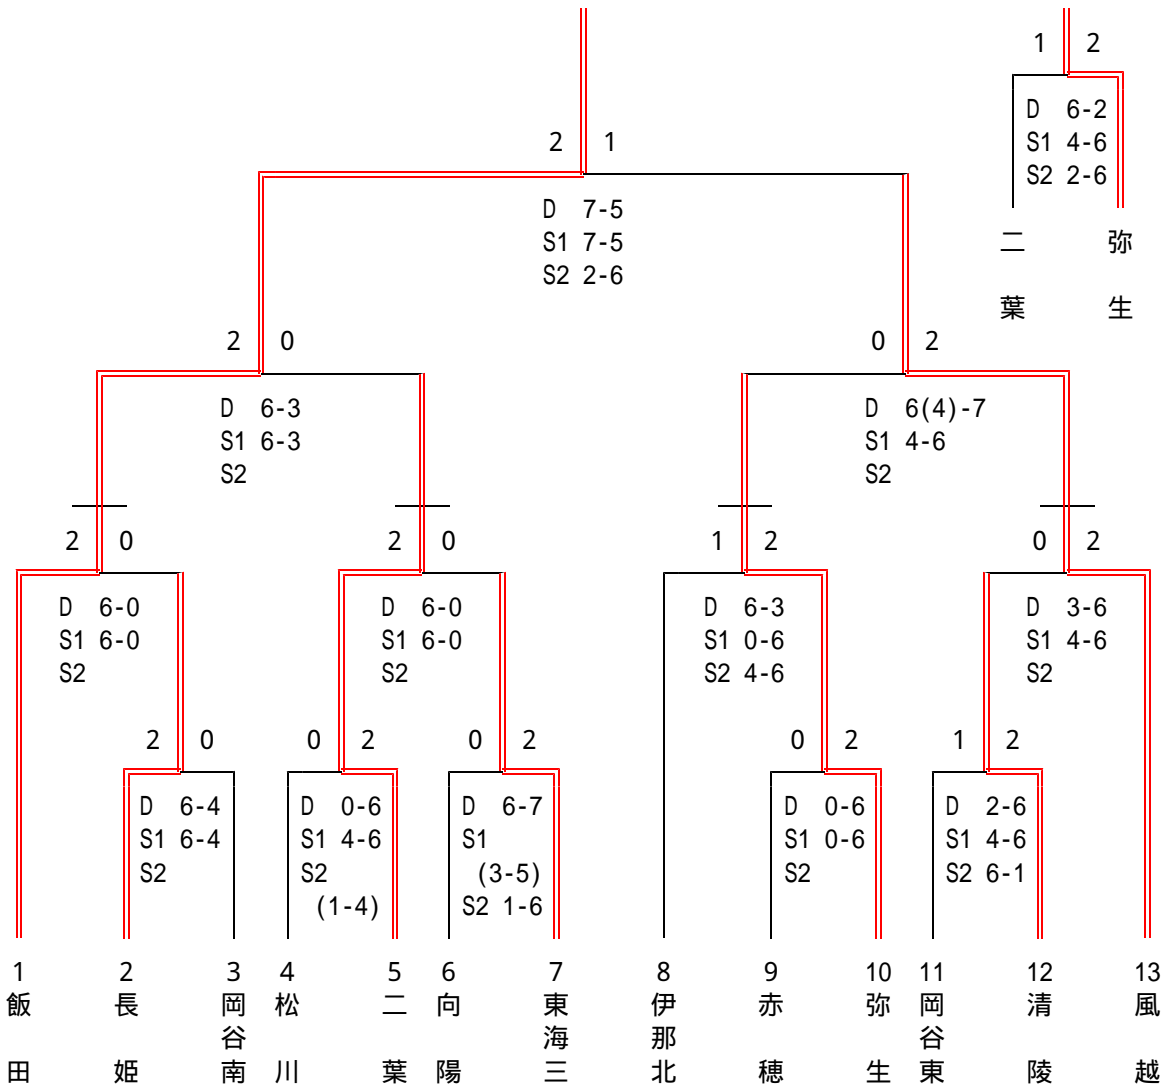 1 2
D 6-2
S1 4-6
S2 2-6
二葉 弥生
2 1
D 7-5
S1 7-5
S2 2-6
2 0
D 6-3
S1 6-3
S2
0 2
D 6(4)-7
S1 4-6
S2
2 0
D 6-0
S1 6-0
S2
2 0
D 6-0
S1 6-0
S2
1 2
D 6-3
S1 0-6
S2 4-6
0 2
D 3-6
S1 4-6
S2
2 0
D 6-4
S1 6-4
S2
0 2
D 0-6
S1 4-6
S2
(1-4)
0 2
D 6-7
S1
(3-5)
S2 1-6
0 2
D 0-6
S1 0-6
S2
1 2
D 2-6
S1 4-6
S2 6-1
1 2 3 4 5 6 7 8 9 10 11 12 13
飯田 長姫 岡谷南 松川 二葉 向陽 東海三 伊那北 赤穂 弥生 岡谷東 清陵 風越